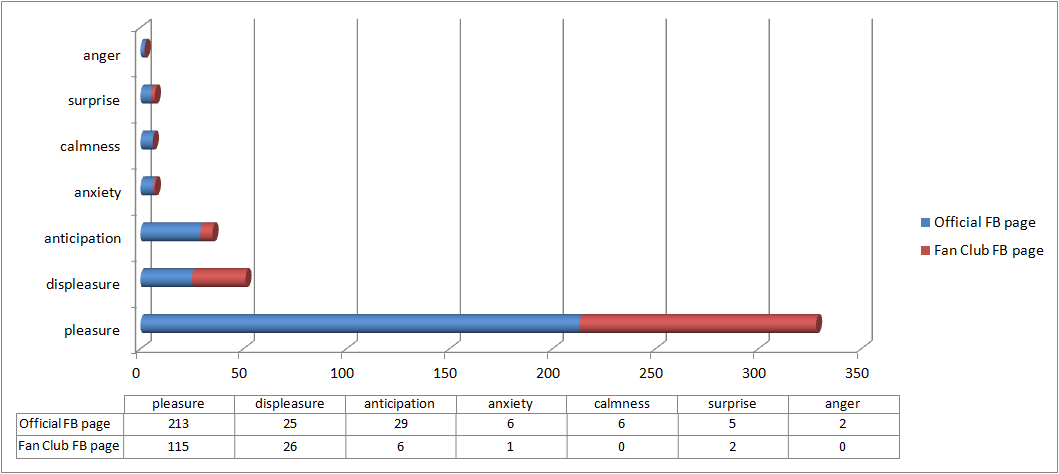 anger
surprise
calmness
anxiety
anticipation
displeasure
pleasure
0 50 100 150 200 250 300 350
Official FB page
Fan Club FB page
pleasure displeasure anticipation anxiety calmness surprise anger
Official FB page 213 25 29 6 6 5 2
Fan Club FB page 115 26 6 1 0 2 0